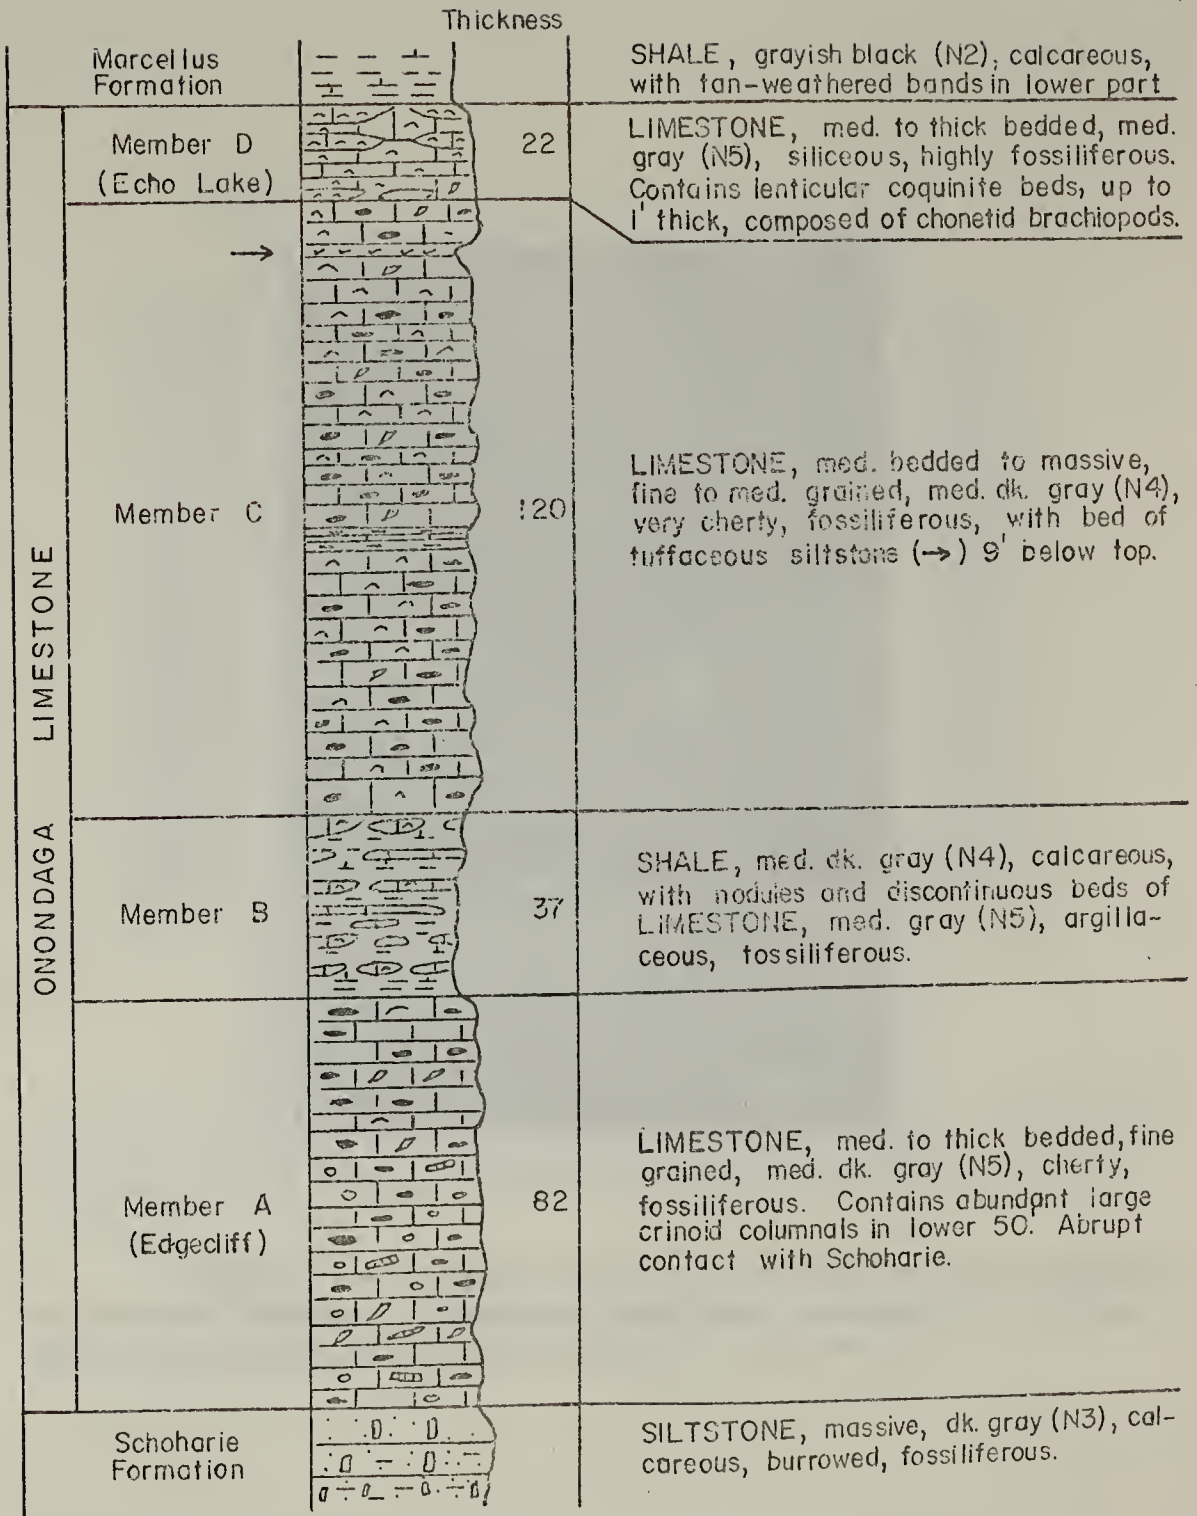 Thickness
Marcellus
Formation
SHALE, grayish black (N2), calcareous,
with tan-weathered bands in lower part
Member D
(Echo Lake)
22
LIMESTONE, med. to thick bedded, med.
gray (N5), siliceous, highly fossiliferous.
Contains lenticular coquinite beds, up to
1' thick, composed of chonetid brachiopods.
→
Member C
120
LIMESTONE, med. bedded to massive,
fine to med. grained, med. dk. gray (N4),
very cherty, fossiliferous, with bed of
tuffaceous siltstone (→) 9' below top.
ONONDAGA LIMESTONE
Member B
37
SHALE, med. dk. gray (N4), calcareous,
with nodules and discontinuous beds of
LIMESTONE, med. gray (N5), argilla-
ceous, fossiliferous.
Member A
(Edgecliff)
82
LIMESTONE, med. to thick bedded, fine
grained, med. dk. gray (N5), cherty,
fossiliferous. Contains abundant large
crinoid columnals in lower 50'. Abrupt
contact with Schoharie.
Schoharie
Formation
SILTSTONE, massive, dk. gray (N3), cal-
careous, burrowed, fossiliferous.